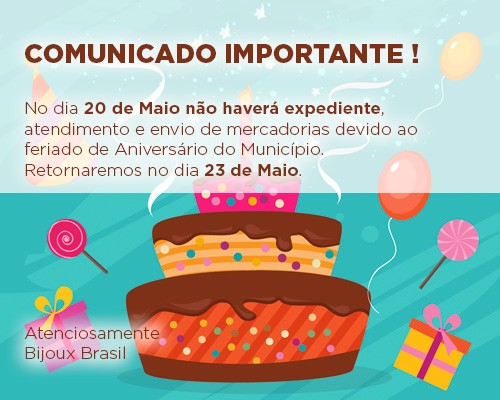 COMUNICADO IMPORTANTE !
No dia 20 de Maio não haverá expediente,
atendimento e envio de mercadorias devido ao
feriado de Aniversário do Município.
Retornaremos no dia 23 de Maio.
Atenciosamente
Bijoux Brasil